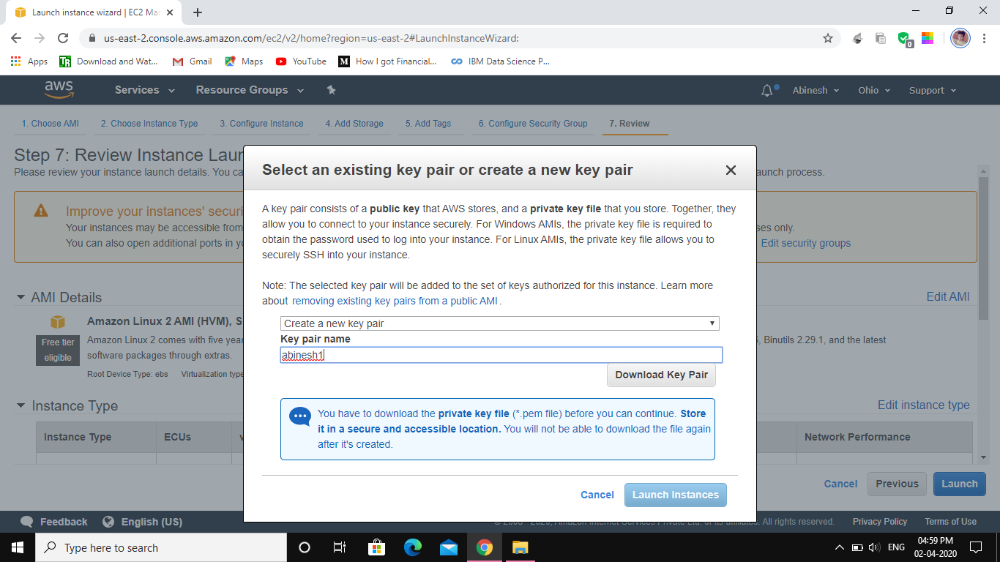 Launch instance wizard | EC2 Ma
us-east-2.console.aws.amazon.com/ec2/v2/home?region=us-east-2#LaunchInstanceWizard:
0
Apps TR Download and Wat... Gmail Maps YouTube M How I got Financial... IBM Data Science P...
aws Services Resource Groups Abinesh Ohio Support
1. Choose AMI 2. Choose Instance Type 3. Configure Instance 4. Add Storage 5. Add Tags 6. Configure Security Group 7. Review
Step 7: Review Instance Laun
Please review your instance launch details. You ca
aunch process.
Improve your instances' securi
Your instances may be accessible from
ses only.
You can also open additional ports in yo
Edit security groups
AMI Details
Edit AMI
Free tier
eligible
Amazon Linux 2 AMI (HVM), S
Amazon Linux 2 comes with five year
, Binutils 2.29.1, and the latest
software packages through extras.
Root Device Type: ebs Virtualization type
Instance Type
Edit instance type
Instance Type ECUs v Network Performance
Select an existing key pair or create a new key pair
A key pair consists of a public key that AWS stores, and a private key file that you store. Together, they
allow you to connect to your instance securely. For Windows AMIs, the private key file is required to
obtain the password used to log into your instance. For Linux AMIs, the private key file allows you to
securely SSH into your instance.
Note: The selected key pair will be added to the set of keys authorized for this instance. Learn more
about removing existing key pairs from a public AMI .
Create a new key pair
Key pair name
abinesh1
Download Key Pair
You have to download the private key file (*.pem file) before you can continue. Store
it in a secure and accessible location. You will not be able to download the file again
after it's created.
Cancel Launch Instances
Cancel Previous Launch
Feedback English (US)
All rights reserved. Privacy Policy Terms of Use
Type here to search
ENG
04:59 PM
02-04-2020